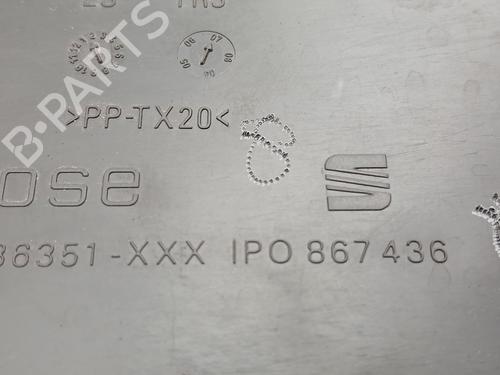 B-PARTS
>PP-TX20<
ose
36351-XXX IPO 867 436